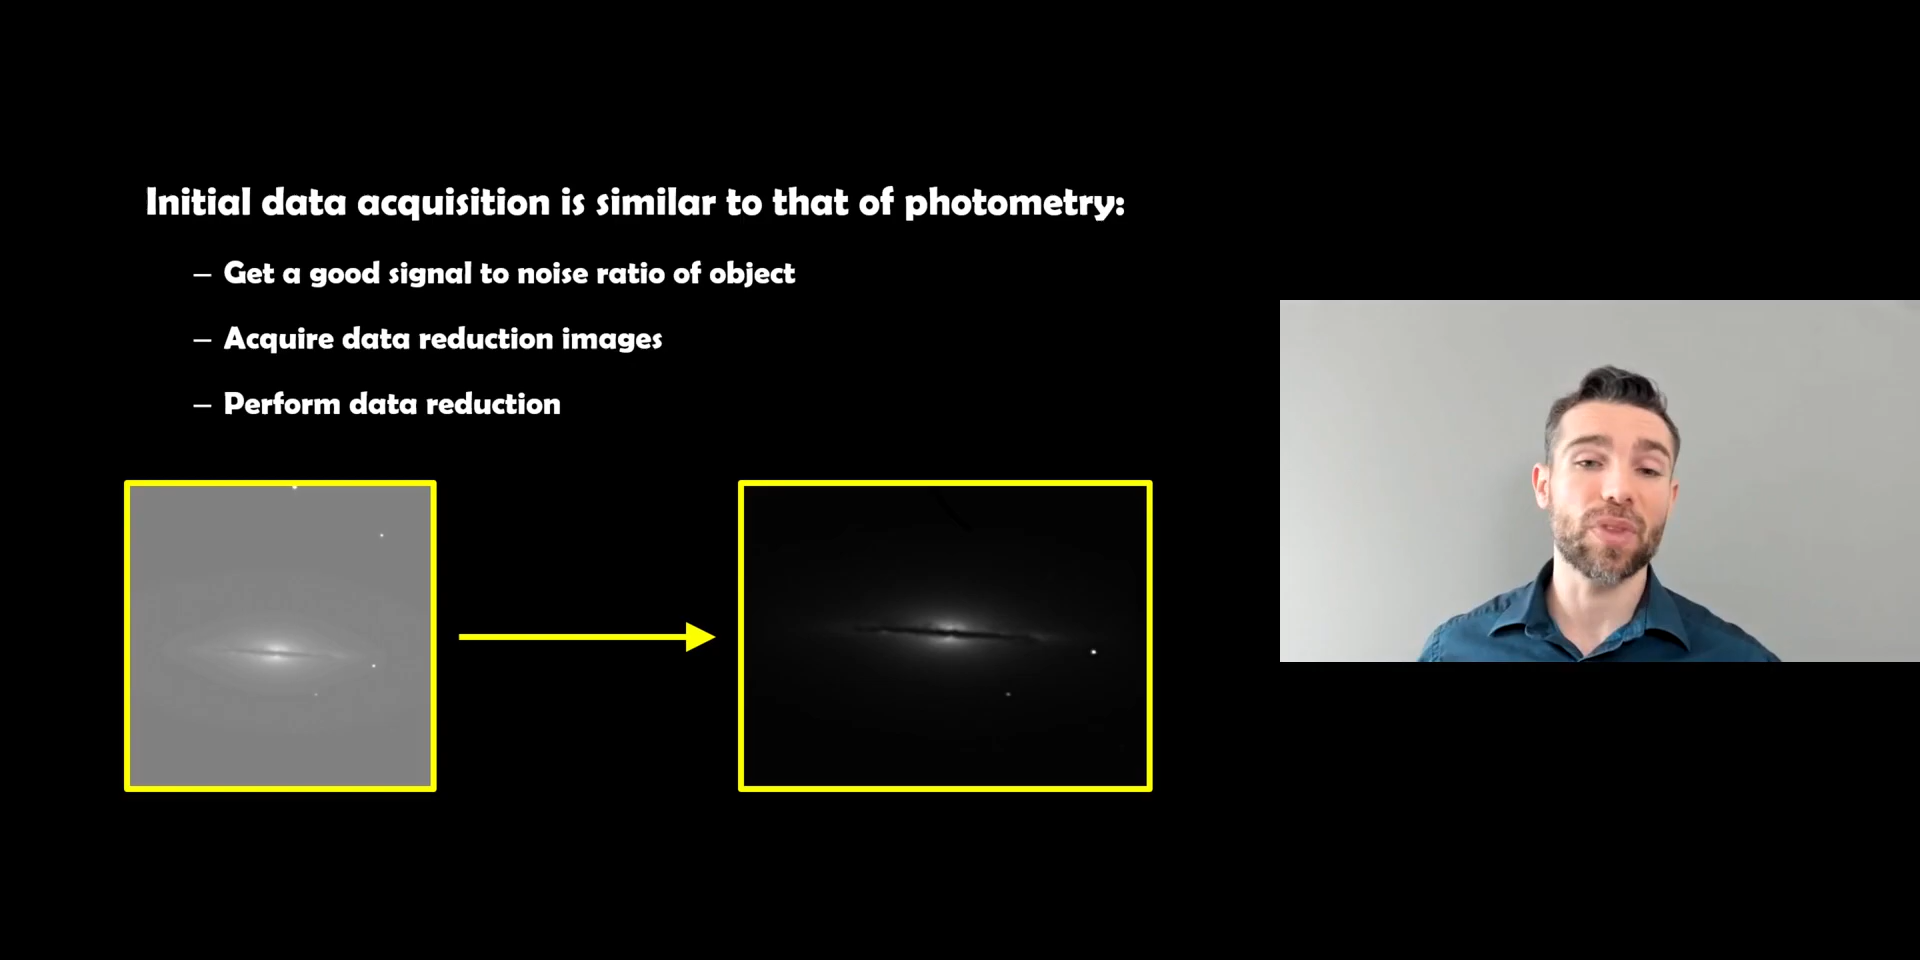 Initial data acquisition is similar to that of photometry:
– Get a good signal to noise ratio of object
– Acquire data reduction images
– Perform data reduction